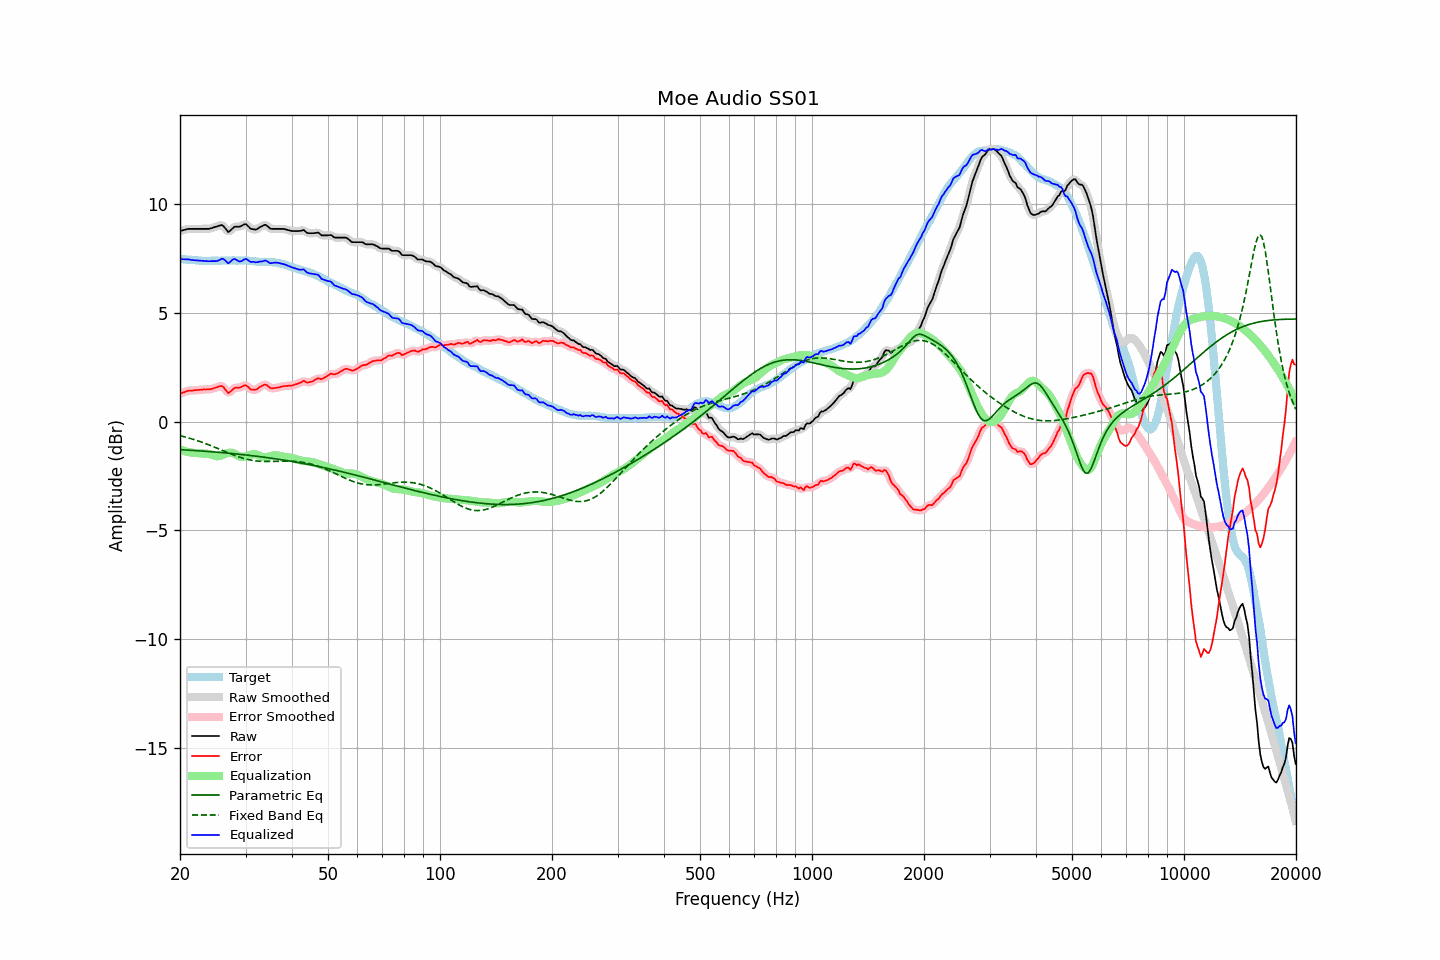 Moe Audio SS01
Amplitude (dBr)
10
5
0
−5
−10
−15
Target
Raw Smoothed
Error Smoothed
Raw
Error
Equalization
Parametric Eq
Fixed Band Eq
Equalized
20 50 100 200 500 1000 2000 5000 10000 20000
Frequency (Hz)